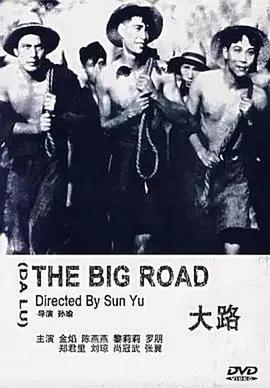 (DA LU)
THE BIG ROAD
Directed By Sun Yu
导演 孙瑜
大路
主演 金焰 陈燕燕 黎莉莉 罗朋
郑君里 刘琼 尚冠武 张翼
DVD
VIDEO